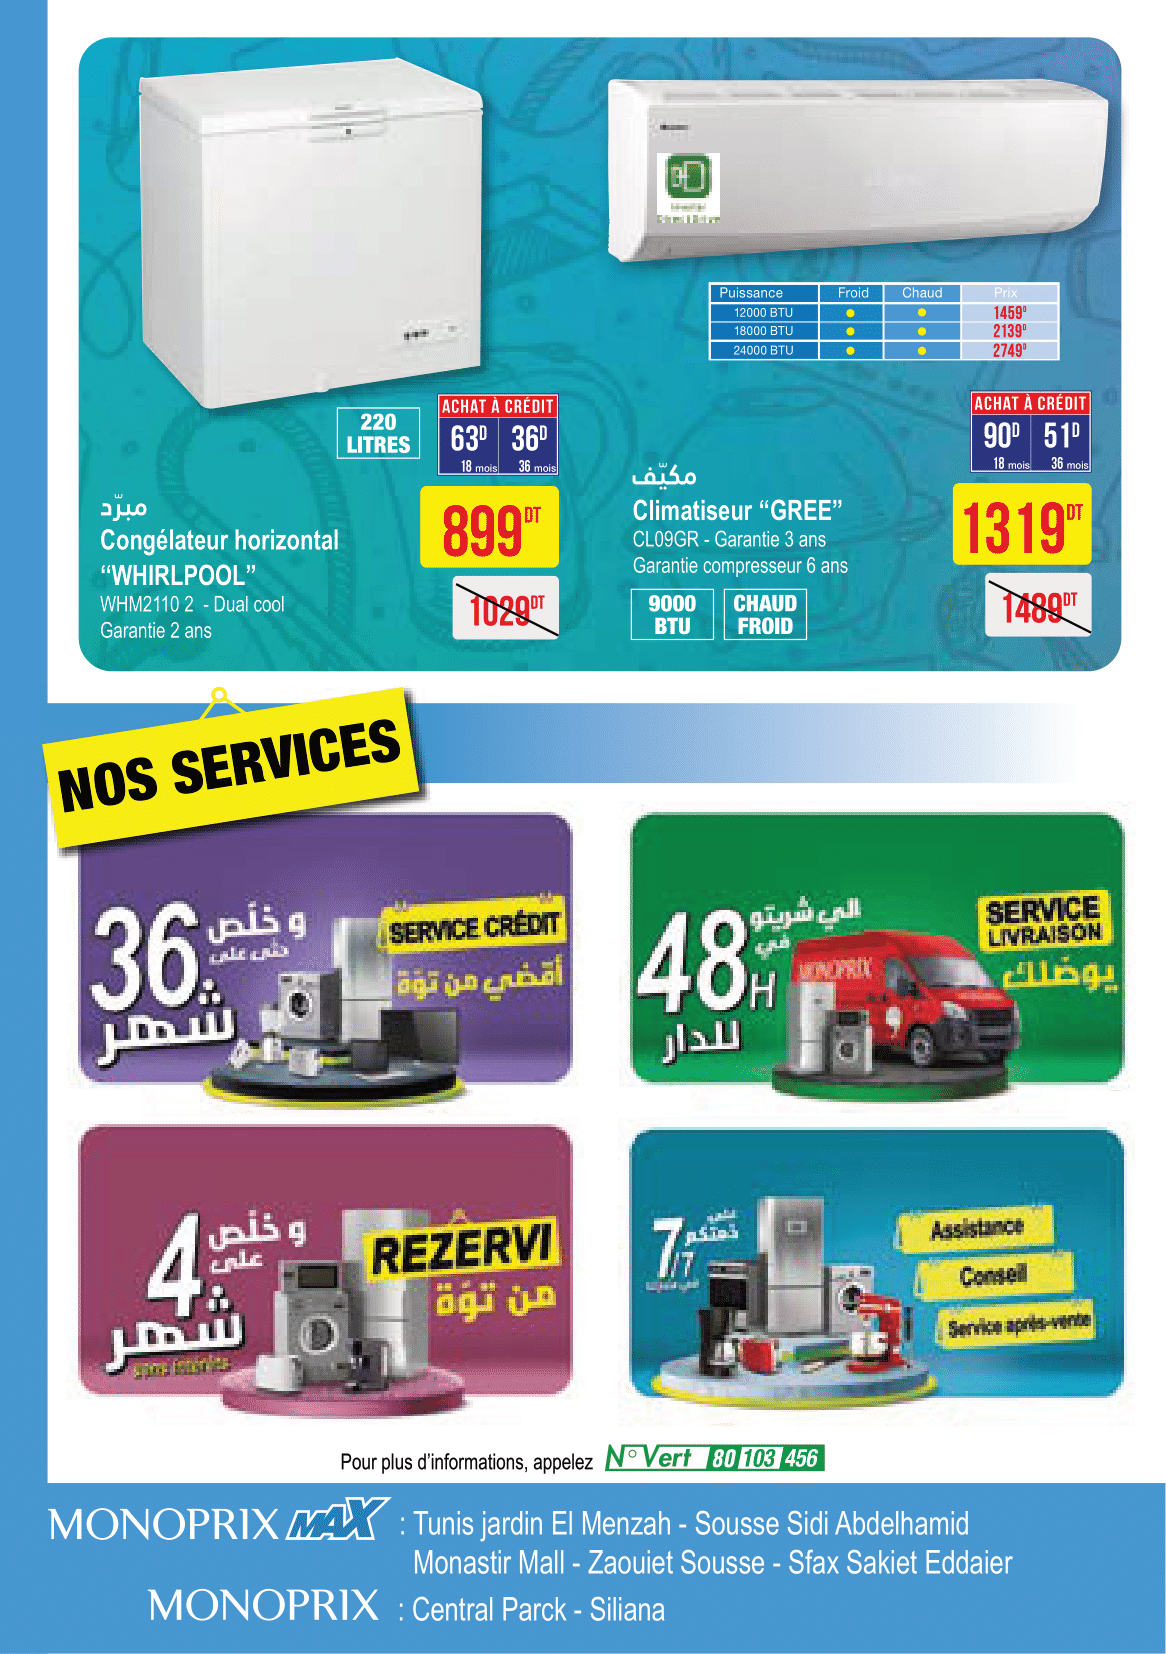 Puissance Froid Chaud Prix
12000 BTU 1459D
18000 BTU 2139D
24000 BTU 2749D
220
LITRES
ACHAT À CRÉDIT
63D 36D
18 mois 36 mois
مبرّد
Congélateur horizontal
“WHIRLPOOL”
WHM2110 2 - Dual cool
Garantie 2 ans
899DT
1029DT
ACHAT À CRÉDIT
90D 51D
18 mois 36 mois
مكيّف
Climatiseur “GREE”
CL09GR - Garantie 3 ans
Garantie compresseur 6 ans
9000
BTU
CHAUD
FROID
1319DT
1489DT
NOS SERVICES
SERVICE CRÉDIT
أقضي من توّة
و خلّص
حتى على
36
شهر
SERVICE
LIVRAISON
يوصّلك
الي شريتو
في
48H
للدار
REZERVI
من توّة
و خلّص
على
4
شهر
7/7
Assistance
Conseil
Service après-vente
Pour plus d’informations, appelez N° Vert 80 103 456
MONOPRIX MAX : Tunis jardin El Menzah - Sousse Sidi Abdelhamid
Monastir Mall - Zaouiet Sousse - Sfax Sakiet Eddaier
MONOPRIX : Central Parck - Siliana